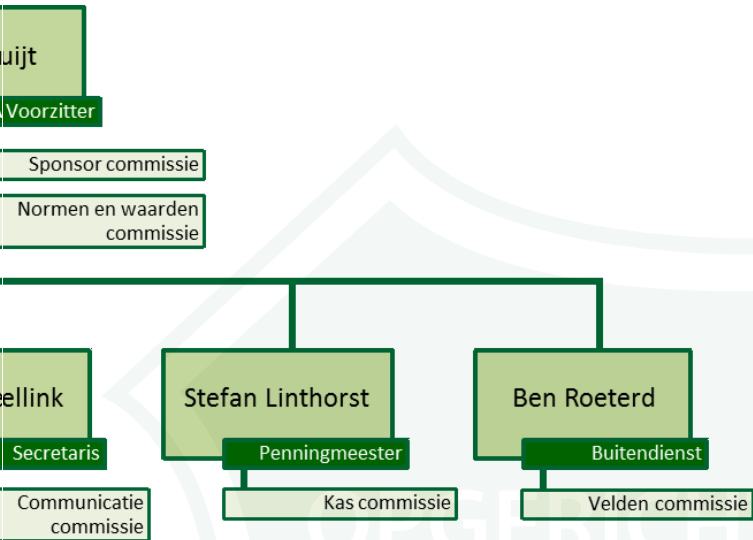 uijt
Voorzitter
Sponsor commissie
Normen en waarden
commissie
ellink
Secretaris
Communicatie
commissie
Stefan Linthorst
Penningmeester
Kas commissie
Ben Roeterd
Buitendienst
Velden commissie
OPGERICHT